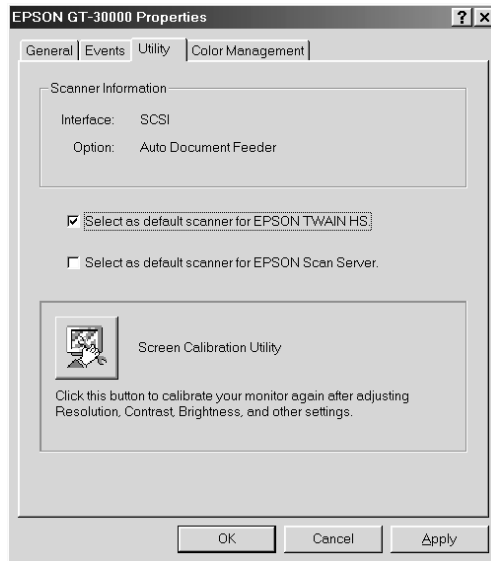 EPSON GT-30000 Properties
General Events Utility Color Management
Scanner Information
Interface: SCSI
Option: Auto Document Feeder
Select as default scanner for EPSON TWAIN HS.
Select as default scanner for EPSON Scan Server.
Screen Calibration Utility
Click this button to calibrate your monitor again after adjusting
Resolution, Contrast, Brightness, and other settings.
OK Cancel Apply